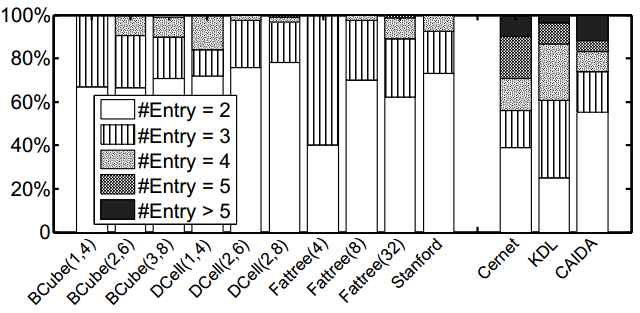 100%
80%
60%
40%
20%
0
#Entry = 2
#Entry = 3
#Entry = 4
#Entry = 5
#Entry > 5
BCube(1,4)
BCube(2,6)
BCube(3,8)
DCell(1,4)
DCell(2,6)
DCell(2,8)
Fattree(4)
Fattree(8)
Fattree(32)
Stanford
Cernet
KDL
CAIDA